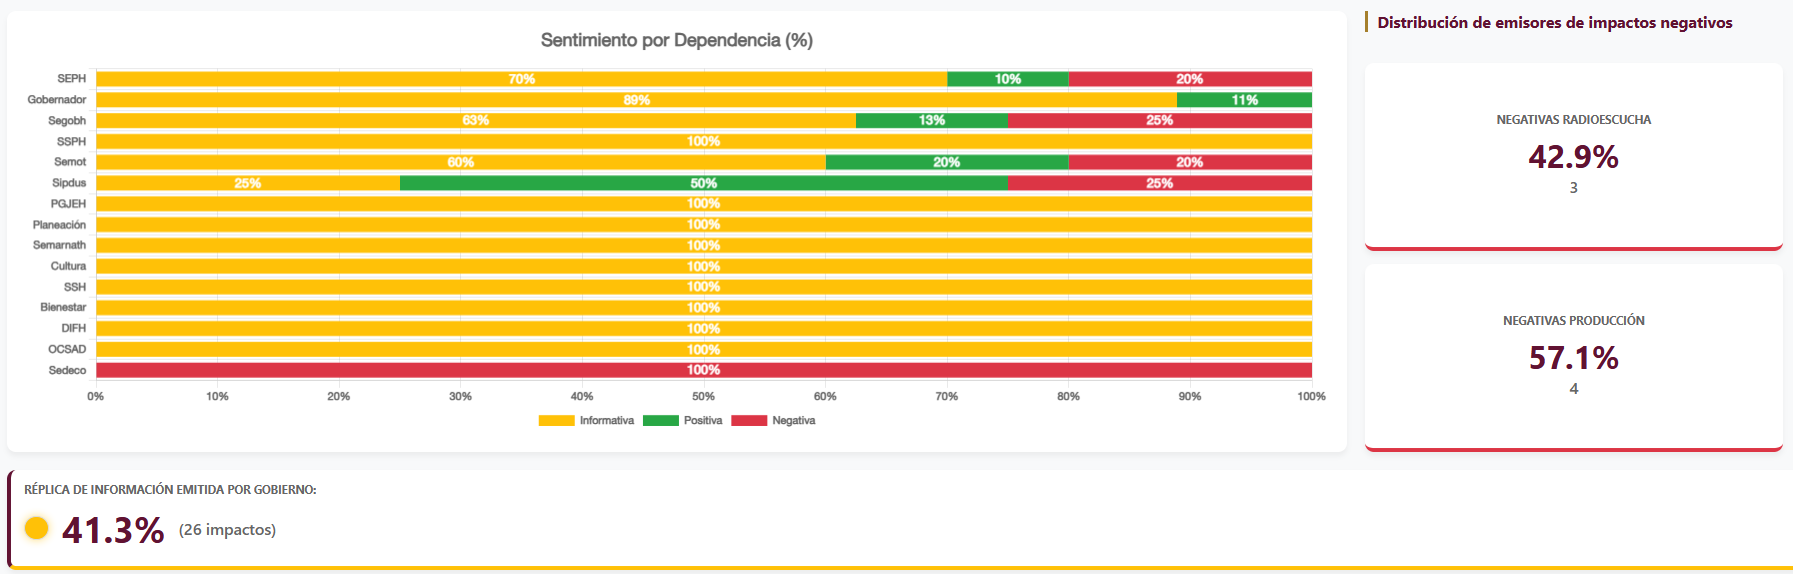 Sentimiento por Dependencia (%)
SEPH 70% 10% 20%
Gobernador 89% 11%
Segobh 63% 13% 25%
SSPH 100%
Semot 60% 20% 20%
Sipdus 25% 50% 25%
PGJEH 100%
Planeación 100%
Semarnath 100%
Cultura 100%
SSH 100%
Bienestar 100%
DIFH 100%
OCSAD 100%
Sedeco 100%
0% 10% 20% 30% 40% 50% 60% 70% 80% 90% 100%
Informativa Positiva Negativa
Distribución de emisores de impactos negativos
NEGATIVAS RADIOESCUCHA
42.9%
3
NEGATIVAS PRODUCCIÓN
57.1%
4
RÉPLICA DE INFORMACIÓN EMITIDA POR GOBIERNO:
41.3% (26 impactos)